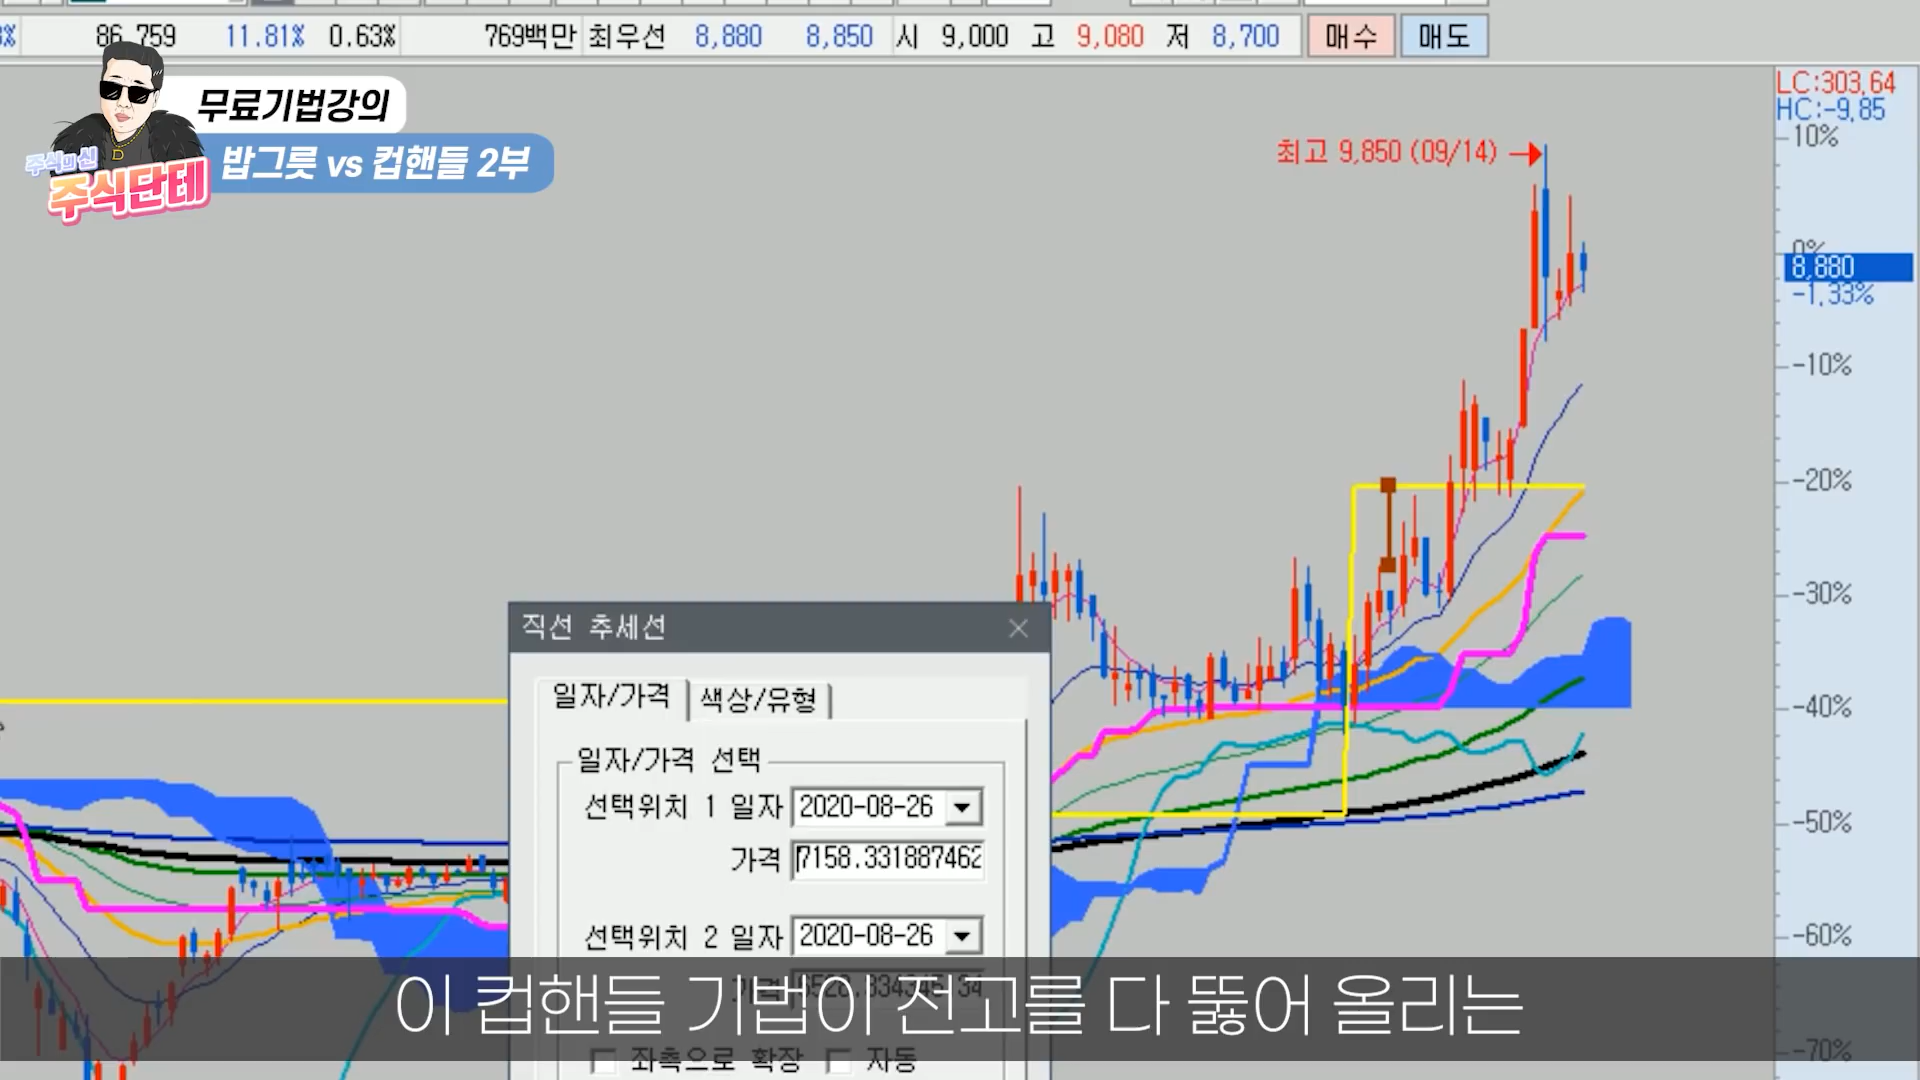 86,759 11.81% 0.63% 769백만 최우선 8,880 8,850 시 9,000 고 9,080 저 8,700 매수 매도
무료기법강의
밥그릇 vs 컵핸들 2부
주식의 신
주식단테
D
LC:303,64
HC:-9,85
최고 9,850 (09/14)
10%
0%
8,880
-1,33%
-10%
-20%
-30%
-40%
-50%
-60%
-70%
직선 추세선
일자/가격 색상/유형
일자/가격 선택
선택위치 1 일자 2020-08-26
가격 7158.331887462
선택위치 2 일자 2020-08-26
이 컵핸들 기법이 전고를 다 뚫어 올리는
좌측으로 확장 자동